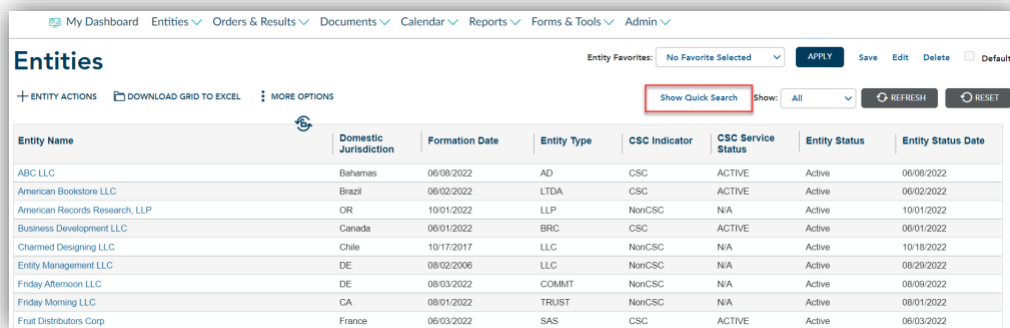 My Dashboard Entities Orders & Results Documents Calendar Reports Forms & Tools Admin
Entities
Entity Favorites: No Favorite Selected APPLY Save Edit Delete Default
ENTITY ACTIONS DOWNLOAD GRID TO EXCEL MORE OPTIONS Show Quick Search Show: All REFRESH RESET
Entity Name Domestic Jurisdiction Formation Date Entity Type CSC Indicator CSC Service Status Entity Status Entity Status Date
ABC LLC Bahamas 06/08/2022 AD CSC ACTIVE Active 06/08/2022
American Bookstore LLC Brazil 06/02/2022 LTDA CSC ACTIVE Active 06/02/2022
American Records Research, LLP OR 10/01/2022 LLP NonCSC N/A Active 10/01/2022
Business Development LLC Canada 06/01/2022 BRC CSC ACTIVE Active 06/01/2022
Charmed Designing LLC Chile 10/17/2017 LLC NonCSC N/A Active 10/18/2022
Entity Management LLC DE 08/02/2006 LLC NonCSC N/A Active 08/29/2022
Friday Afternoon LLC DE 08/03/2022 COMMT NonCSC N/A Active 08/09/2022
Friday Morning LLC CA 08/01/2022 TRUST NonCSC N/A Active 08/01/2022
Fruit Distributors Corp France 06/03/2022 SAS CSC ACTIVE Active 06/03/2022